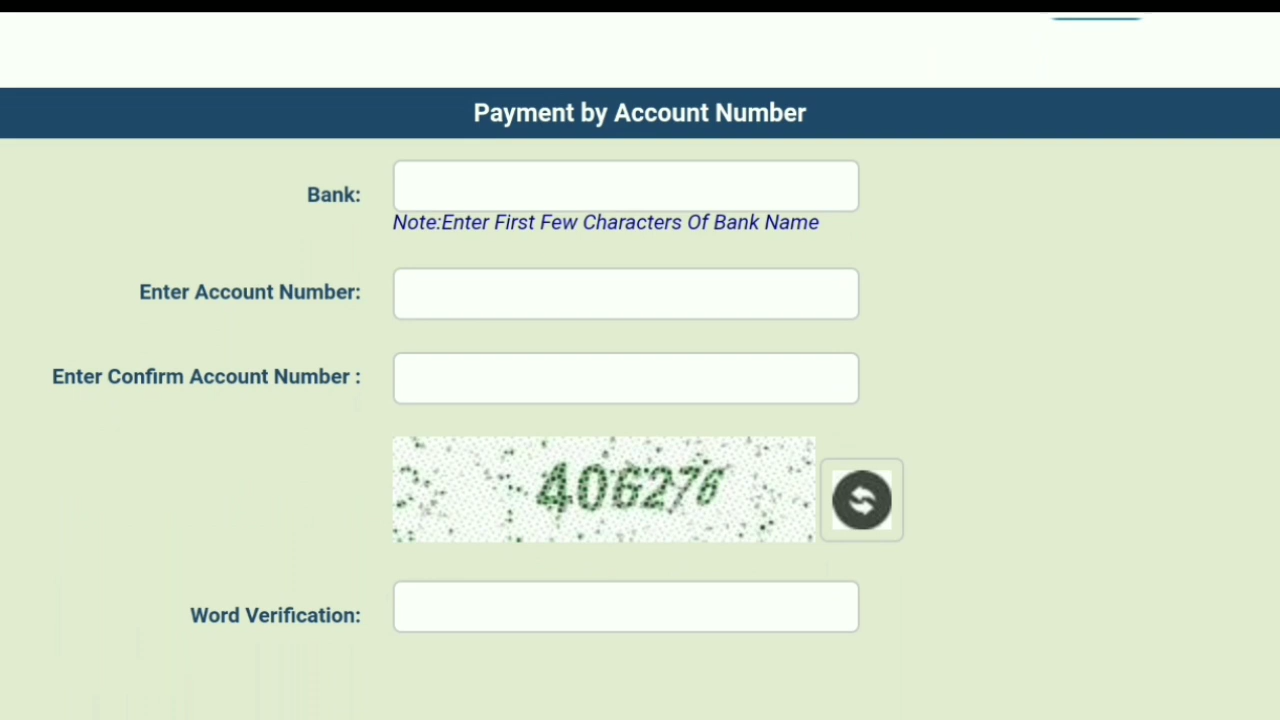 Payment by Account Number
Bank:
Note:Enter First Few Characters Of Bank Name
Enter Account Number:
Enter Confirm Account Number :
406276
Word Verification: